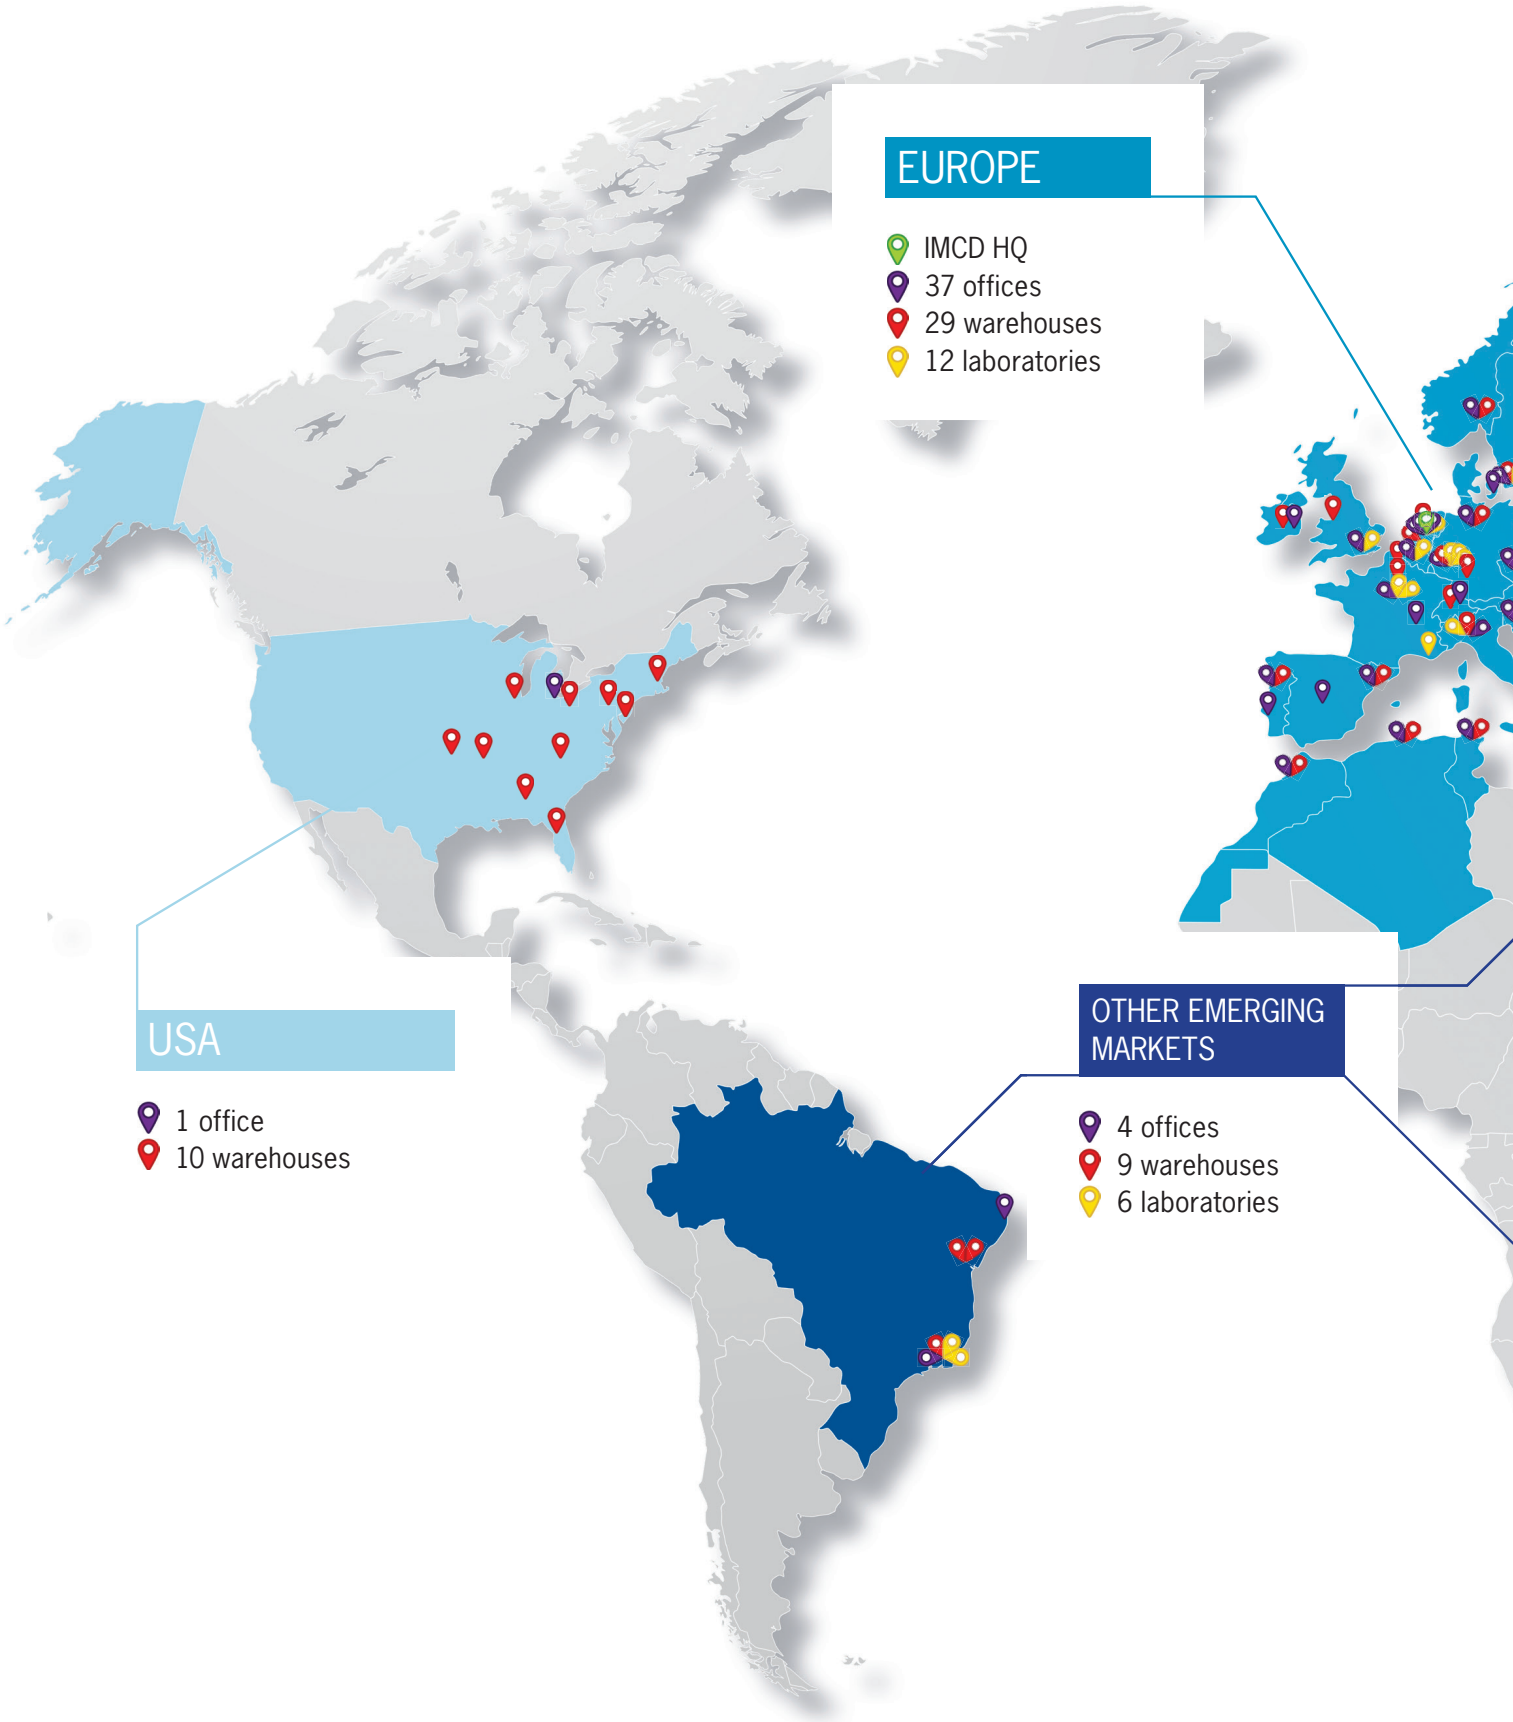 EUROPE
IMCD HQ
37 offices
29 warehouses
12 laboratories
USA
1 office
10 warehouses
OTHER EMERGING
MARKETS
4 offices
9 warehouses
6 laboratories